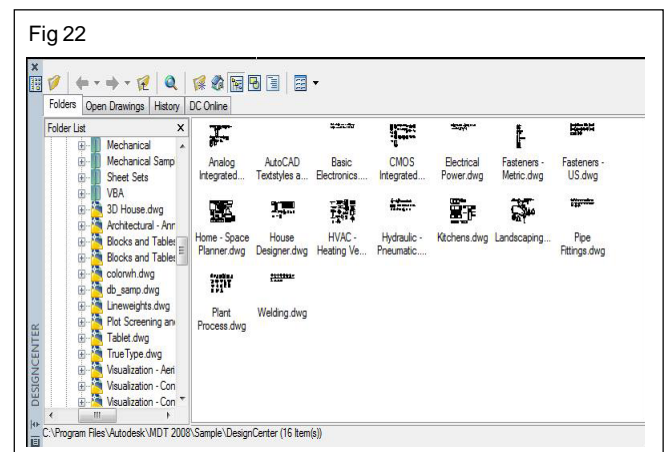 Fig 22
Folders Open Drawings History DC Online
Folder List
Mechanical
Mechanical Samp
Sheet Sets
VBA
3D House.dwg
Architectural - Ann
Blocks and Tables
Blocks and Tables
colorwh.dwg
db_samp.dwg
Lineweights.dwg
Plot Screening an
Tablet.dwg
TrueType.dwg
Visualization - Aeri
Visualization - Con
Visualization - Con
Analog Integrated...
AutoCAD Textstyles a...
Basic Electronics....
CMOS Integrated...
Electrical Power.dwg
Fasteners - Metric.dwg
Fasteners - US.dwg
Home - Space Planner.dwg
House Designer.dwg
HVAC - Heating Ve...
Hydraulic - Pneumatic....
Kitchens.dwg
Landscaping...
Pipe Fittings.dwg
Plant Process.dwg
Welding.dwg
DESIGNCENTER
C:\Program Files\Autodesk\MDT 2008\Sample\DesignCenter (16 Item(s))